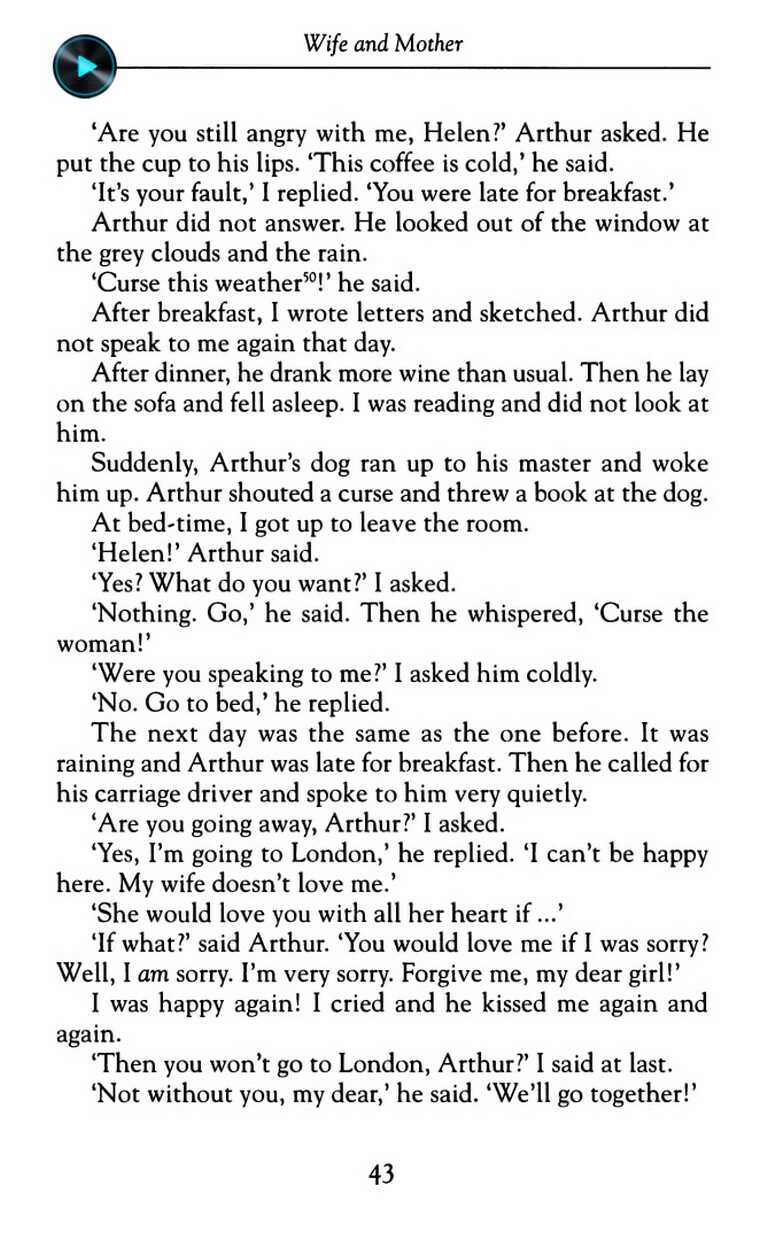 Wife and Mother
‘Are you still angry with me, Helen?’ Arthur asked. He
put the cup to his lips. ‘This coffee is cold,’ he said.
‘It’s your fault,’ I replied. ‘You were late for breakfast.’
Arthur did not answer. He looked out of the window at
the grey clouds and the rain.
‘Curse this weather⁵⁰!’ he said.
After breakfast, I wrote letters and sketched. Arthur did
not speak to me again that day.
After dinner, he drank more wine than usual. Then he lay
on the sofa and fell asleep. I was reading and did not look at
him.
Suddenly, Arthur’s dog ran up to his master and woke
him up. Arthur shouted a curse and threw a book at the dog.
At bed-time, I got up to leave the room.
‘Helen!’ Arthur said.
‘Yes? What do you want?’ I asked.
‘Nothing. Go,’ he said. Then he whispered, ‘Curse the
woman!’
‘Were you speaking to me?’ I asked him coldly.
‘No. Go to bed,’ he replied.
The next day was the same as the one before. It was
raining and Arthur was late for breakfast. Then he called for
his carriage driver and spoke to him very quietly.
‘Are you going away, Arthur?’ I asked.
‘Yes, I’m going to London,’ he replied. ‘I can’t be happy
here. My wife doesn’t love me.’
‘She would love you with all her heart if ...’
‘If what?’ said Arthur. ‘You would love me if I was sorry?
Well, I am sorry. I’m very sorry. Forgive me, my dear girl!’
I was happy again! I cried and he kissed me again and
again.
‘Then you won’t go to London, Arthur?’ I said at last.
‘Not without you, my dear,’ he said. ‘We’ll go together!’
43